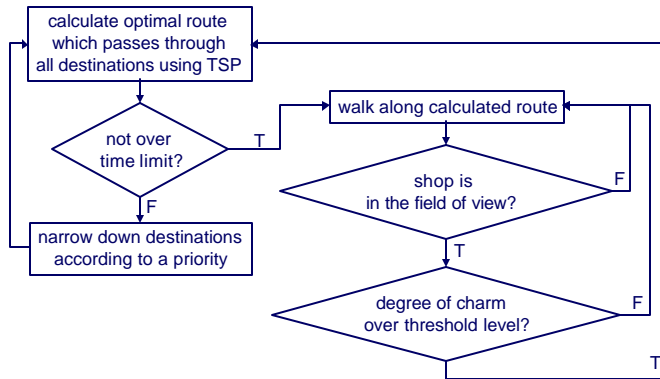 calculate optimal route
which passes through
all destinations using TSP
not over
time limit?
T
F
narrow down destinations
according to a priority
walk along calculated route
shop is
in the field of view?
F
T
degree of charm
over threshold level?
F
T